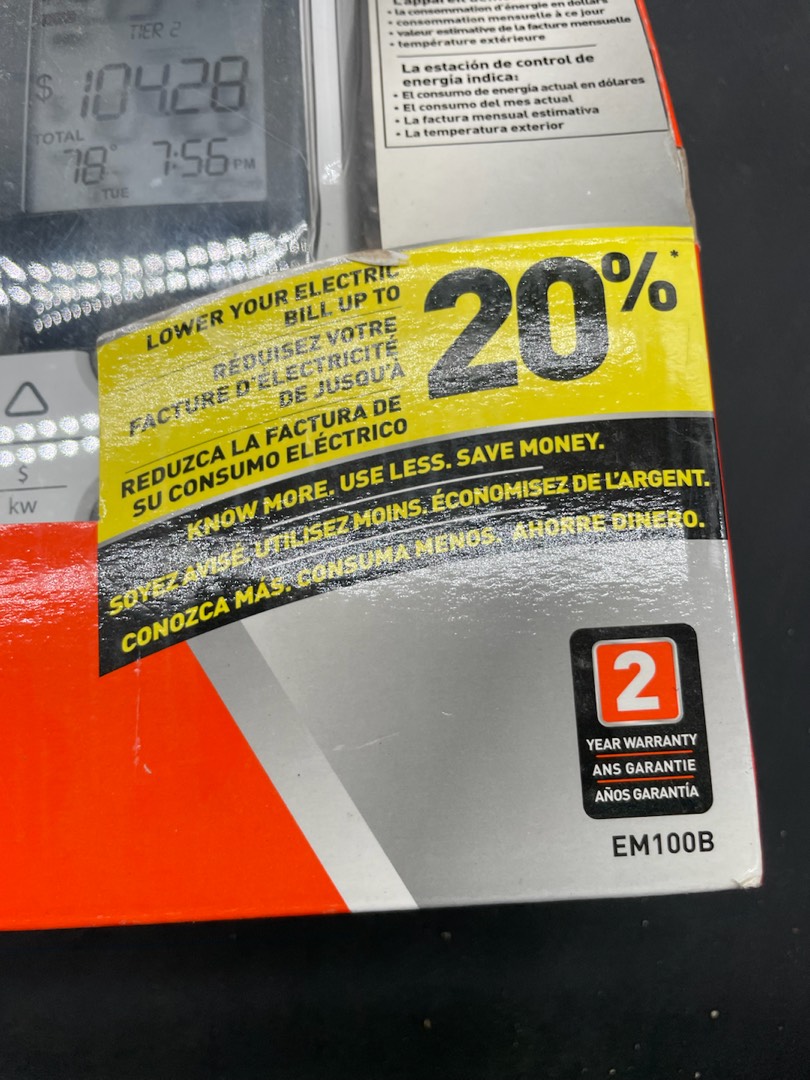 TIER 2
$ 104.28
TOTAL
78° 7:56 PM
TUE
• la consommation d'énergie en dollars
• consommation mensuelle à ce jour
• valeur estimative de la facture mensuelle
• température extérieure
La estación de control de
energía indica:
• El consumo de energía actual en dólares
• El consumo del mes actual
• La factura mensual estimativa
• La temperatura exterior
LOWER YOUR ELECTRIC
BILL UP TO
RÉDUISEZ VOTRE
FACTURE D'ÉLECTRICITÉ
DE JUSQU'À
REDUZCA LA FACTURA DE
SU CONSUMO ELÉCTRICO
20%*
KNOW MORE. USE LESS. SAVE MONEY.
SOYEZ AVISÉ. UTILISEZ MOINS. ÉCONOMISEZ DE L'ARGENT.
CONOZCA MÁS. CONSUMA MENOS. AHORRE DINERO.
$
kw
2
YEAR WARRANTY
ANS GARANTIE
AÑOS GARANTÍA
EM100B